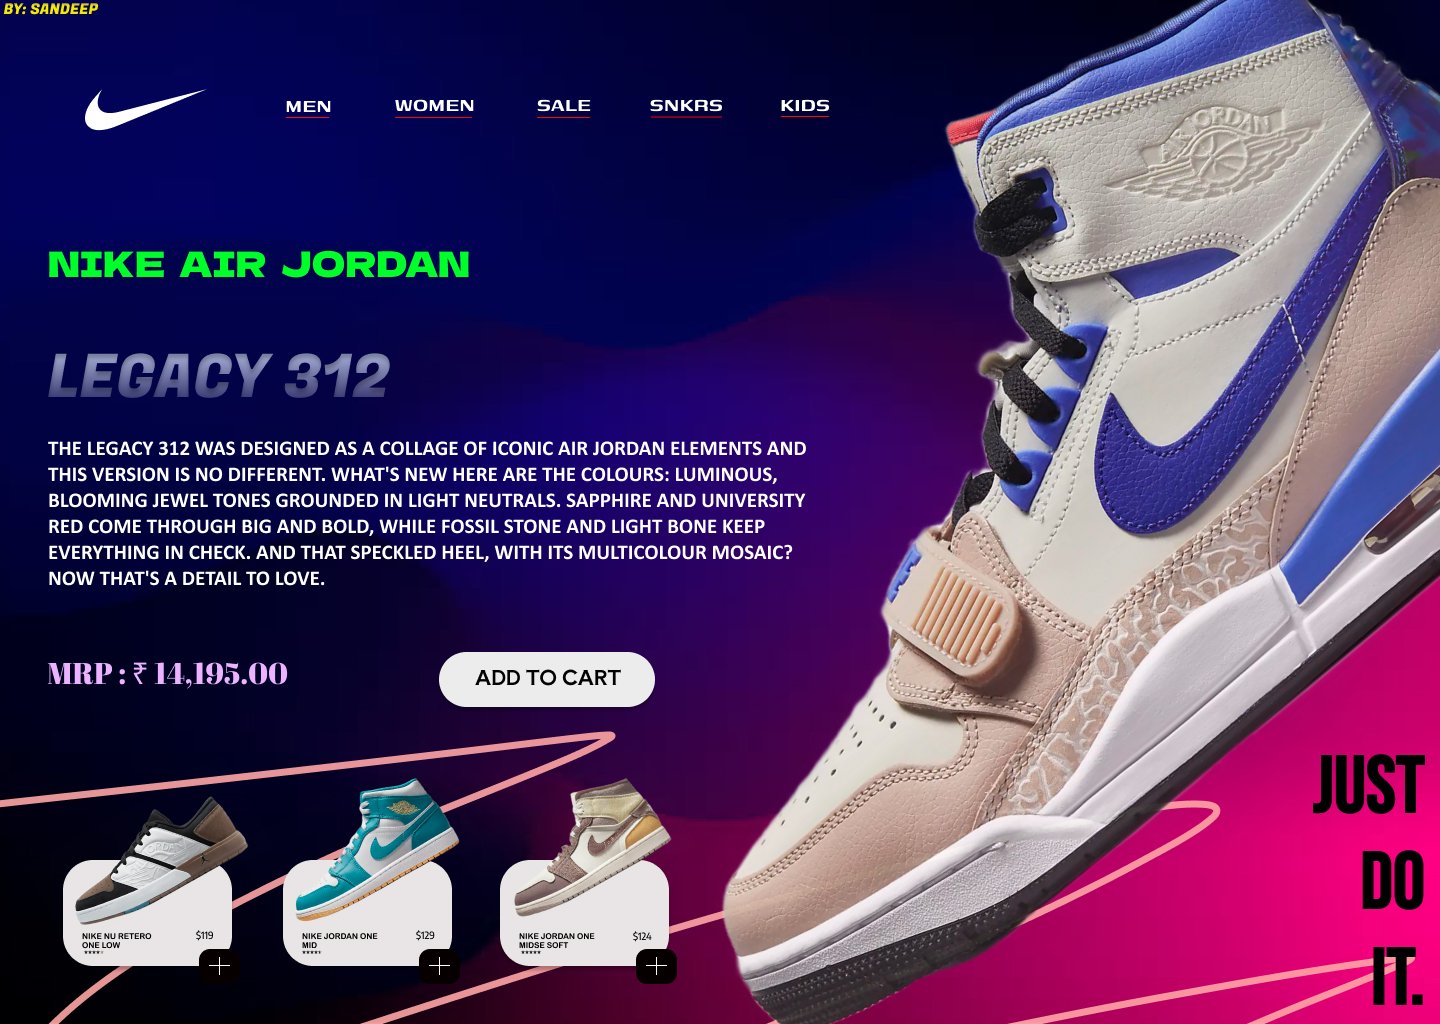 BY: SANDEEP
MEN
WOMEN
SALE
SNKRS
KIDS
AIR JORDAN
NIKE AIR JORDAN
LEGACY 312
THE LEGACY 312 WAS DESIGNED AS A COLLAGE OF ICONIC AIR JORDAN ELEMENTS AND
THIS VERSION IS NO DIFFERENT. WHAT'S NEW HERE ARE THE COLOURS: LUMINOUS,
BLOOMING JEWEL TONES GROUNDED IN LIGHT NEUTRALS. SAPPHIRE AND UNIVERSITY
RED COME THROUGH BIG AND BOLD, WHILE FOSSIL STONE AND LIGHT BONE KEEP
EVERYTHING IN CHECK. AND THAT SPECKLED HEEL, WITH ITS MULTICOLOUR MOSAIC?
NOW THAT'S A DETAIL TO LOVE.
MRP : ₹ 14,195.00
ADD TO CART
NIKE NU RETERO
ONE LOW
$119
NIKE JORDAN ONE
MID
$129
NIKE JORDAN ONE
MIDSE SOFT
$124
JUST
DO
IT.